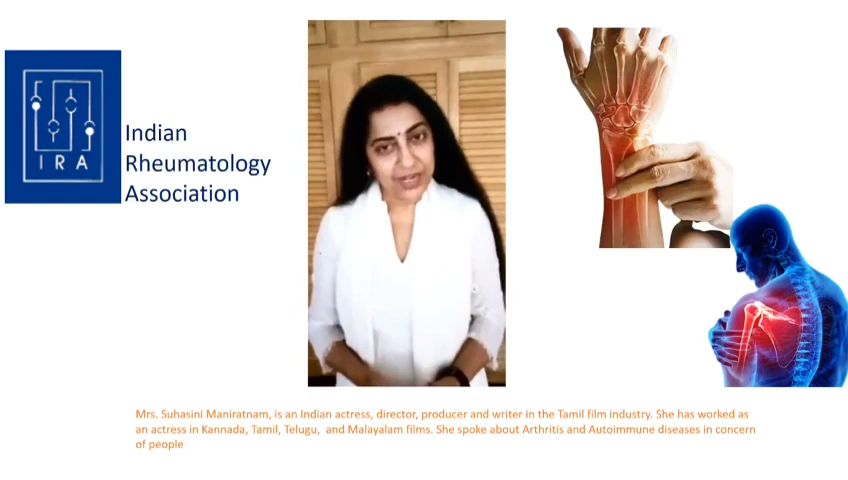 IRA
Indian
Rheumatology
Association
Mrs. Suhasini Maniratnam, is an Indian actress, director, producer and writer in the Tamil film industry. She has worked as
an actress in Kannada, Tamil, Telugu,  and Malayalam films. She spoke about Arthritis and Autoimmune diseases in concern
of people